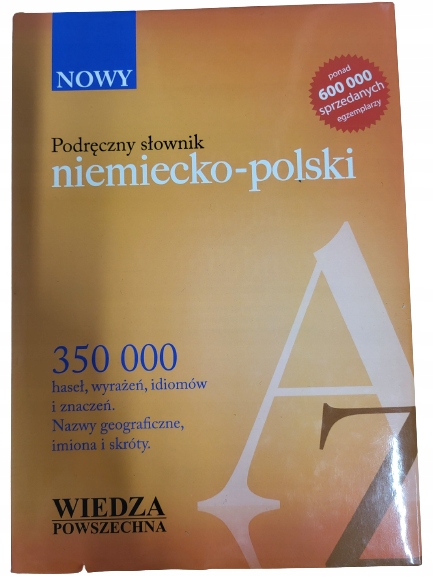 NOWY
ponad
600 000
sprzedanych
egzemplarzy
Podręczny słownik
niemiecko-polski
350 000
haseł, wyrażeń, idiomów
i znaczeń.
Nazwy geograficzne,
imiona i skróty.
A
Z
WIEDZA
POWSZECHNA